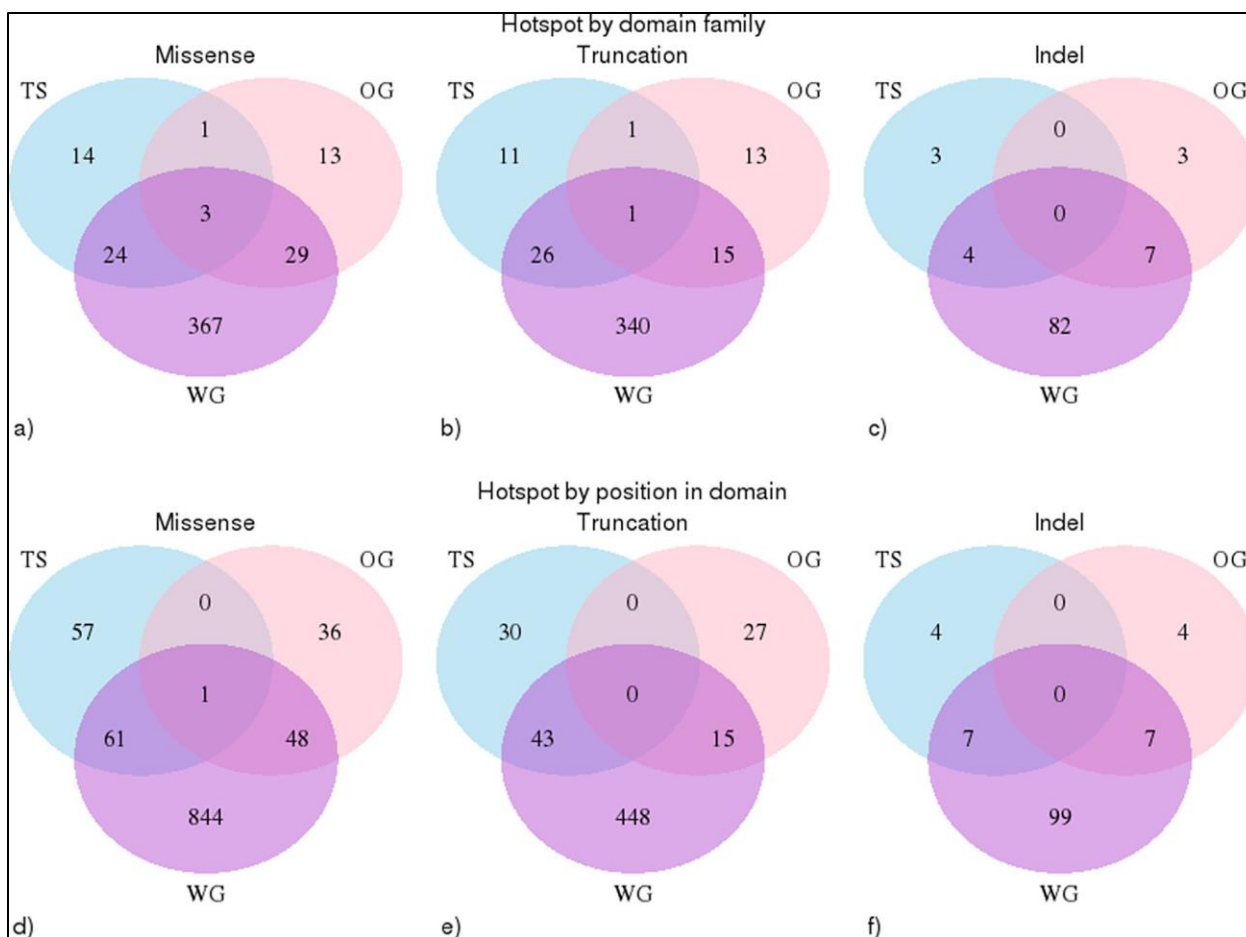 Hotspot by domain family
Missense Truncation Indel
TS OG TS OG TS OG
1 1 0
14 13 11 13 3 3
3 1 0
24 29 26 15 4 7
367 340 82
WG WG WG
a) b) c)
Hotspot by position in domain
Missense Truncation Indel
TS OG TS OG TS OG
0 0 0
57 36 30 27 4 4
1 0 0
61 48 43 15 7 7
844 448 99
WG WG WG
d) e) f)